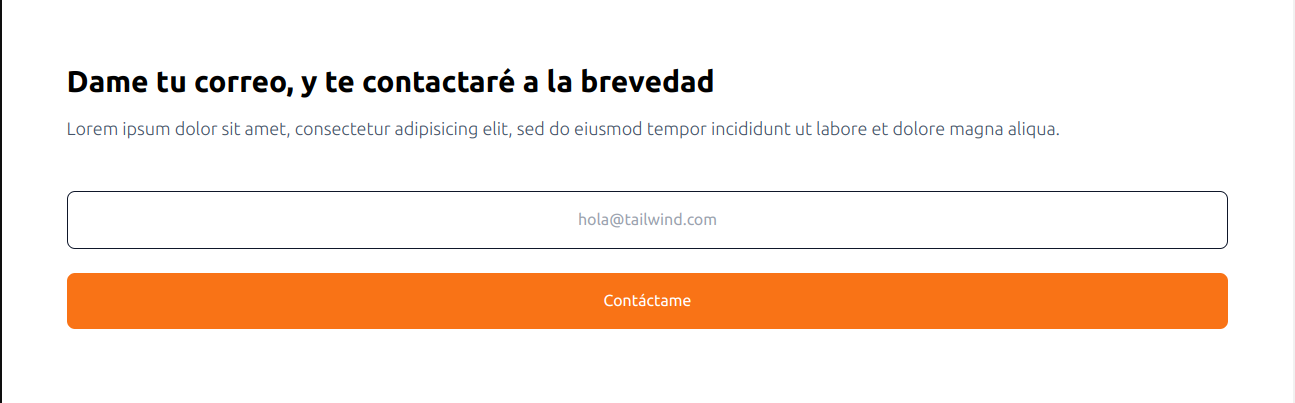 Dame tu correo, y te contactaré a la brevedad
Lorem ipsum dolor sit amet, consectetur adipisicing elit, sed do eiusmod tempor incididunt ut labore et dolore magna aliqua.
hola@tailwind.com
Contáctame